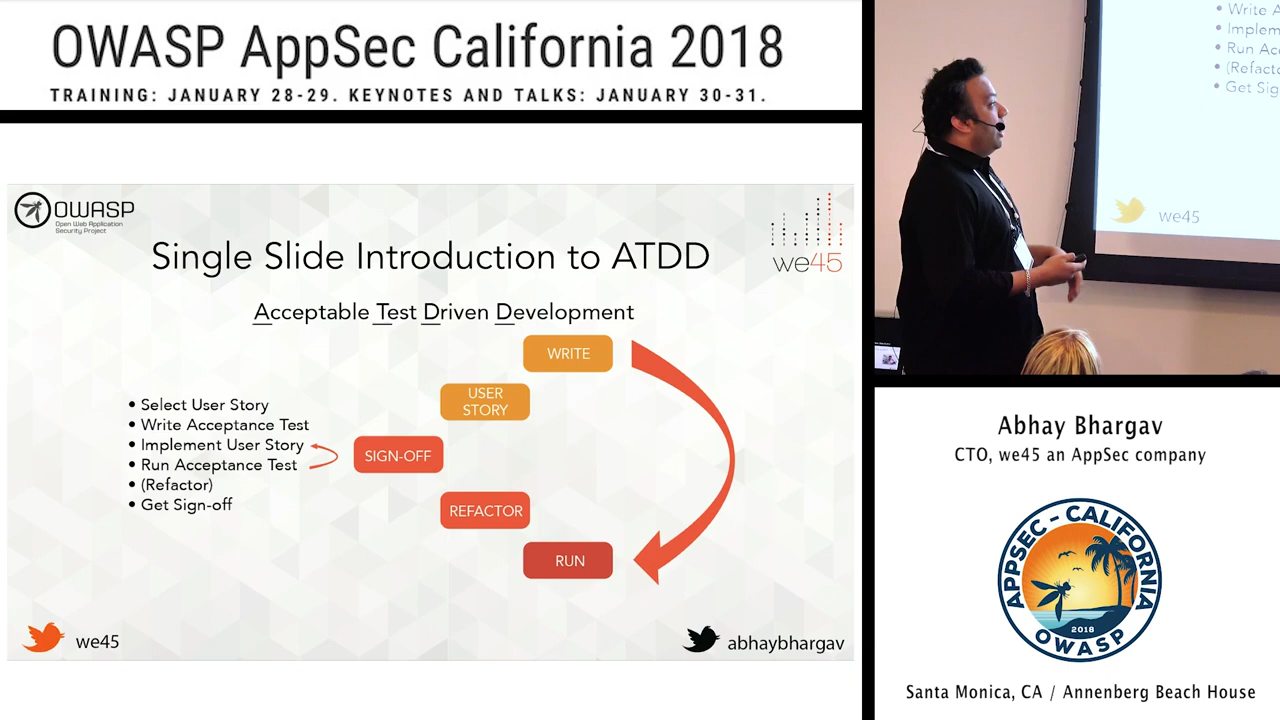 OWASP AppSec California 2018
TRAINING: JANUARY 28-29. KEYNOTES AND TALKS: JANUARY 30-31.
OWASP
Open Web Application
Security Project
we45
Single Slide Introduction to ATDD
Acceptable Test Driven Development
• Select User Story
• Write Acceptance Test
• Implement User Story
• Run Acceptance Test
• (Refactor)
• Get Sign-off
WRITE
USER
STORY
SIGN-OFF
REFACTOR
RUN
we45
abhaybhargav
• Write A
• Implem
• Run Acc
• (Refacto
• Get Sig
we45
Abhay Bhargav
CTO, we45 an AppSec company
APPSEC - CALIFORNIA
2018
OWASP
Santa Monica, CA / Annenberg Beach House